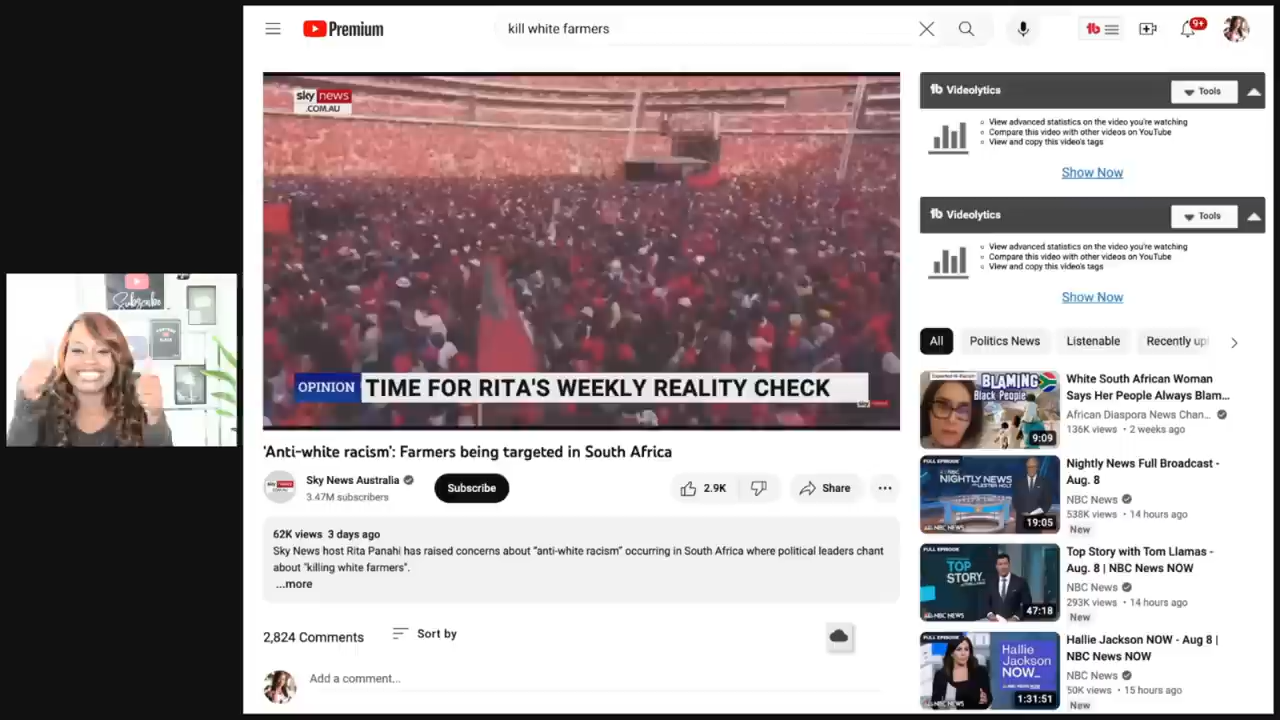 Premium
kill white farmers
9+
sky news
.COM.AU
OPINION TIME FOR RITA'S WEEKLY REALITY CHECK
'Anti-white racism': Farmers being targeted in South Africa
Sky News Australia
3.47M subscribers
Subscribe
2.9K
Share
62K views 3 days ago
Sky News host Rita Panahi has raised concerns about "anti-white racism" occurring in South Africa where political leaders chant
about "killing white farmers".
...more
2,824 Comments
Sort by
Add a comment...
Videolytics
Tools
View advanced statistics on the video you're watching
Compare this video with other videos on YouTube
View and copy this video's tags
Show Now
Videolytics
Tools
View advanced statistics on the video you're watching
Compare this video with other videos on YouTube
View and copy this video's tags
Show Now
All
Politics News
Listenable
Recently up
BLAMING
Black People
9:09
White South African Woman
Says Her People Always Blam...
African Diaspora News Chan...
136K views • 2 weeks ago
FULL EPISODE
NIGHTLY NEWS
19:05
Nightly News Full Broadcast -
Aug. 8
NBC News
538K views • 14 hours ago
New
FULL EPISODE
TOP
STORY
NBC NEWS
47:18
Top Story with Tom Llamas -
Aug. 8 | NBC News NOW
NBC News
293K views • 14 hours ago
New
FULL EPISODE
Hallie
Jackson
NOW
NBC NEWS
1:31:51
Hallie Jackson NOW - Aug 8 |
NBC News NOW
NBC News
50K views • 15 hours ago
New
Subscribe